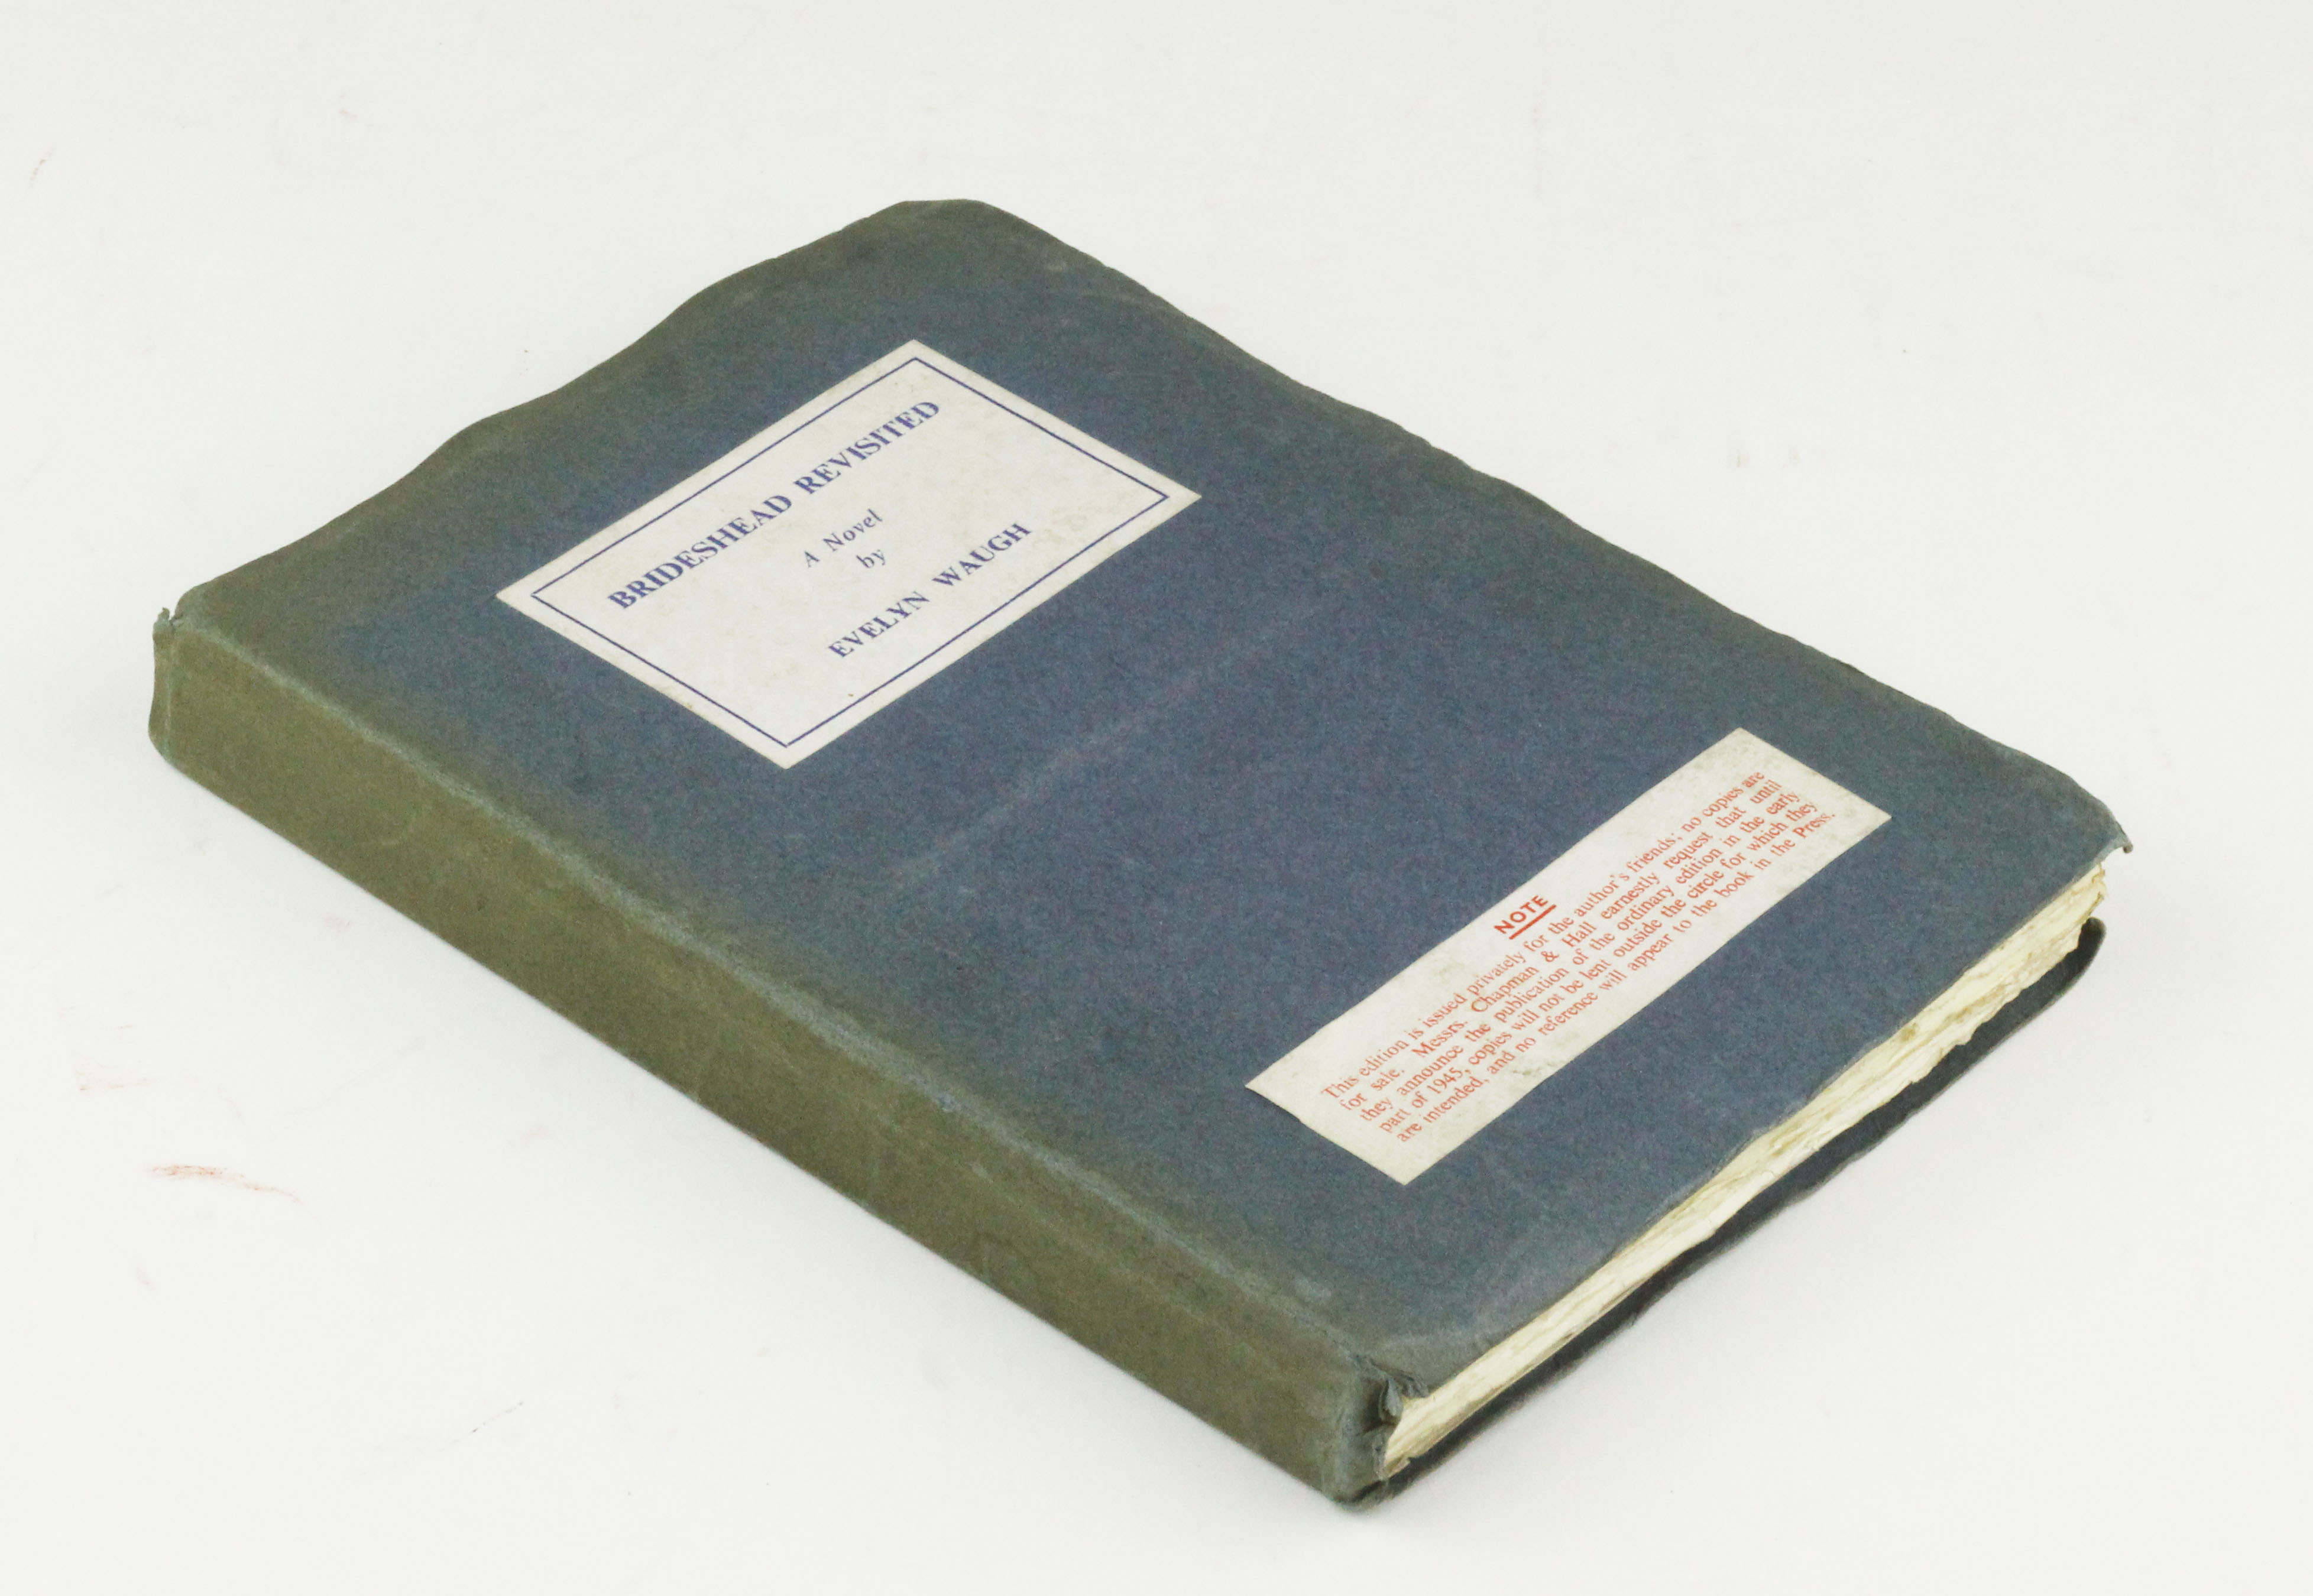 BRIDESHEAD REVISITED
A Novel
by
EVELYN WAUGH
NOTE
This edition is issued privately for the author's friends; no copies are
for sale. Messrs. Chapman & Hall earnestly request that until
they announce the publication of the ordinary edition in the early
part of 1945, copies will not be lent outside the circle for which they
are intended, and no reference will appear to the book in the Press.